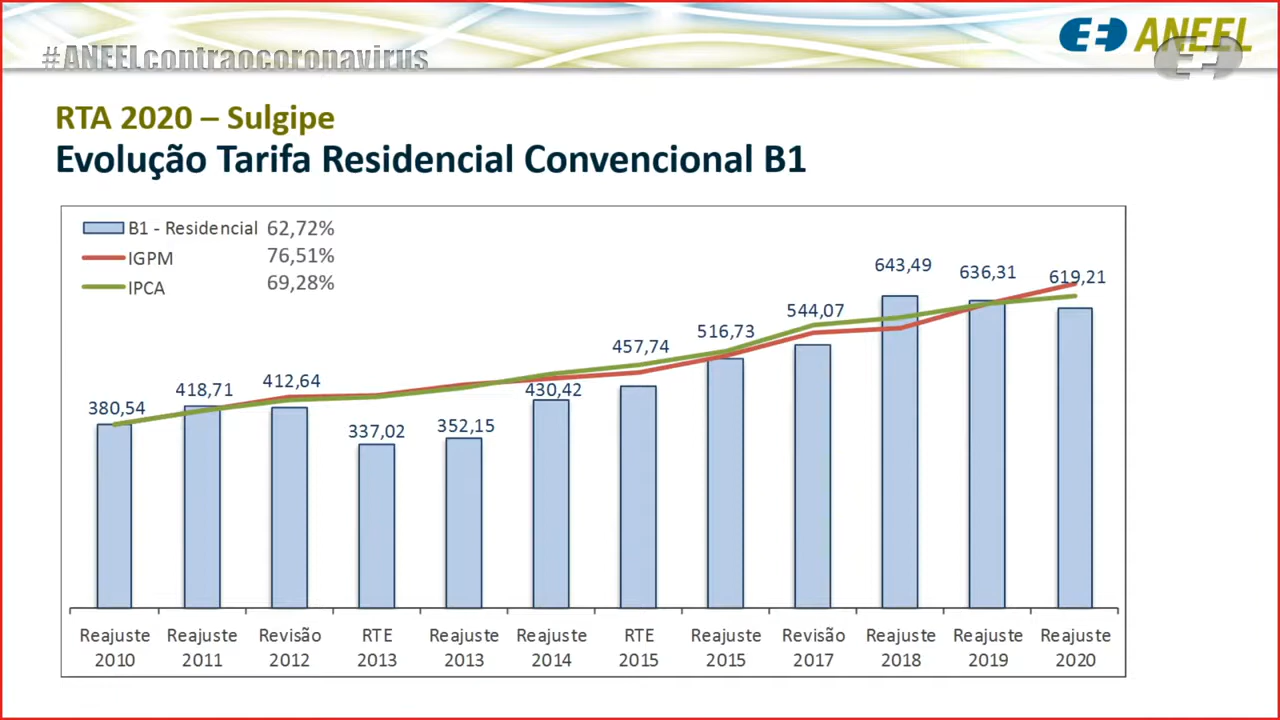 #ANEELcontraocoronavirus
ANEEL
RTA 2020 – Sulgipe
Evolução Tarifa Residencial Convencional B1
B1 - Residencial 62,72%
IGPM 76,51%
IPCA 69,28%
380,54
418,71
412,64
337,02
352,15
430,42
457,74
516,73
544,07
643,49
636,31
619,21
Reajuste 2010
Reajuste 2011
Revisão 2012
RTE 2013
Reajuste 2013
Reajuste 2014
RTE 2015
Reajuste 2015
Revisão 2017
Reajuste 2018
Reajuste 2019
Reajuste 2020